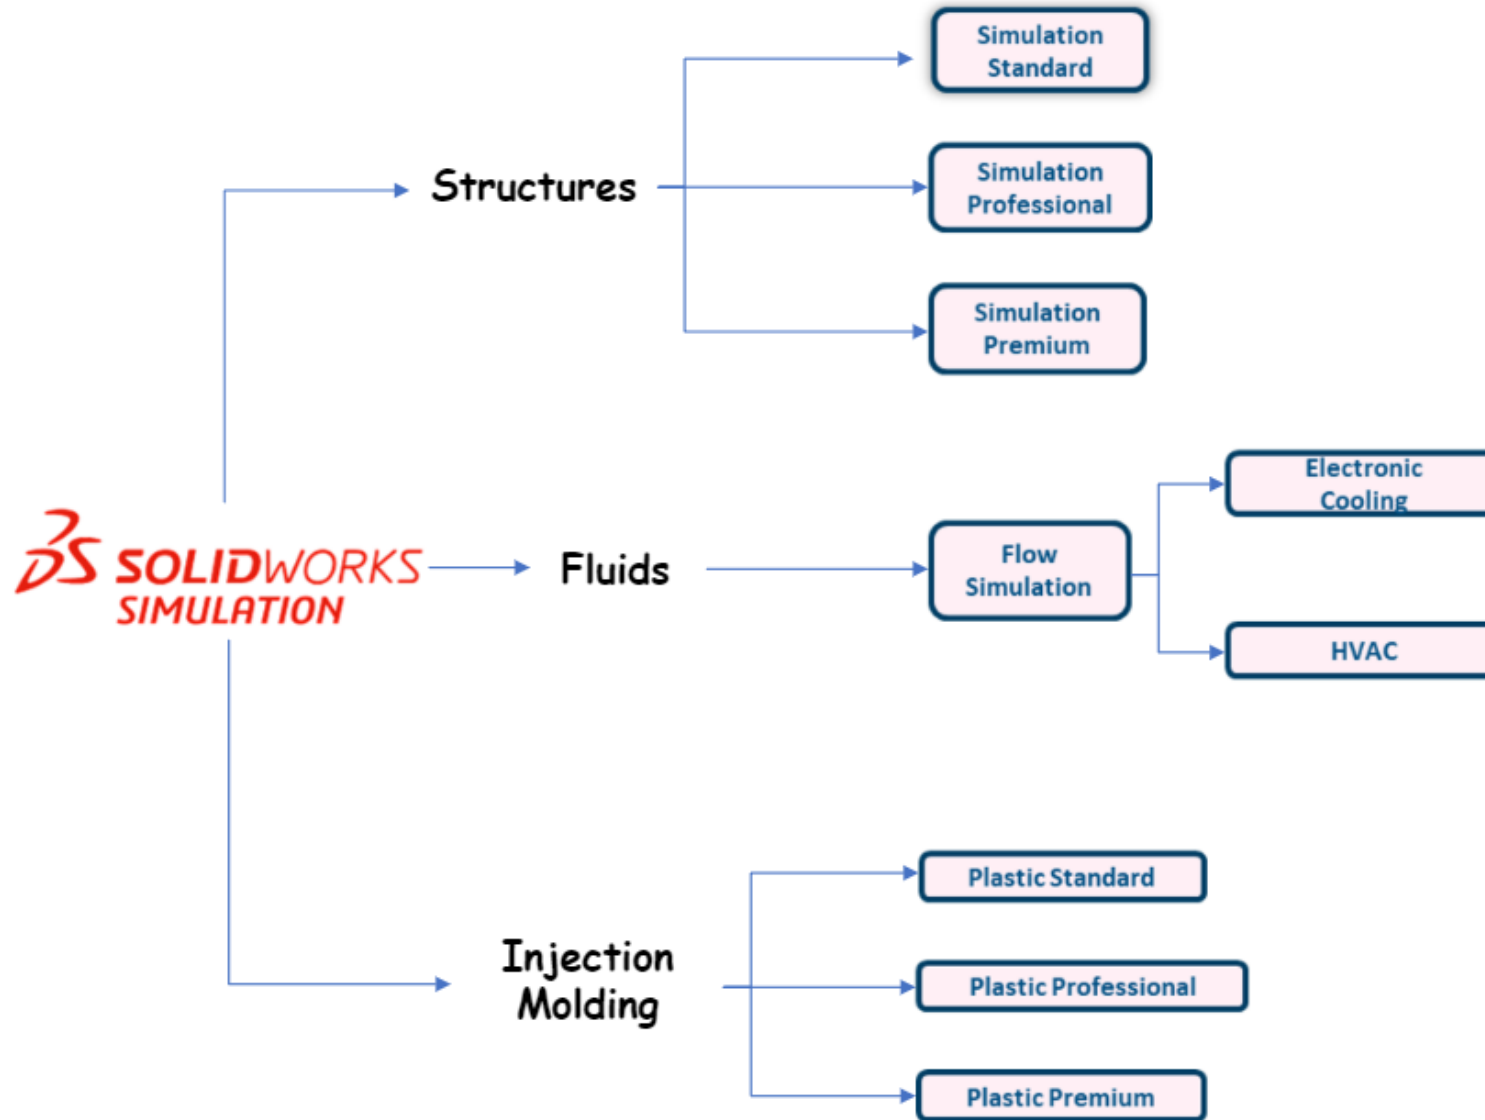 Simulation
Standard
Structures
Simulation
Professional
Simulation
Premium
Electronic
Cooling
3S SOLIDWORKS
SIMULATION
Fluids
Flow
Simulation
HVAC
Plastic Standard
Injection
Molding
Plastic Professional
Plastic Premium